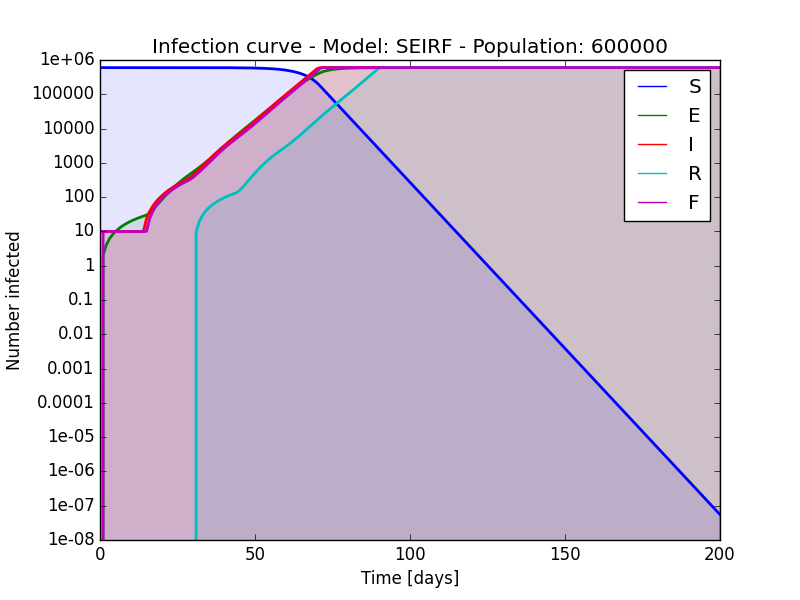 Infection curve - Model: SEIRF - Population: 600000
1e+06
100000
10000
1000
100
10
1
0.1
0.01
0.001
0.0001
1e-05
1e-06
1e-07
1e-08
Number infected
S
E
I
R
F
0 50 100 150 200
Time [days]